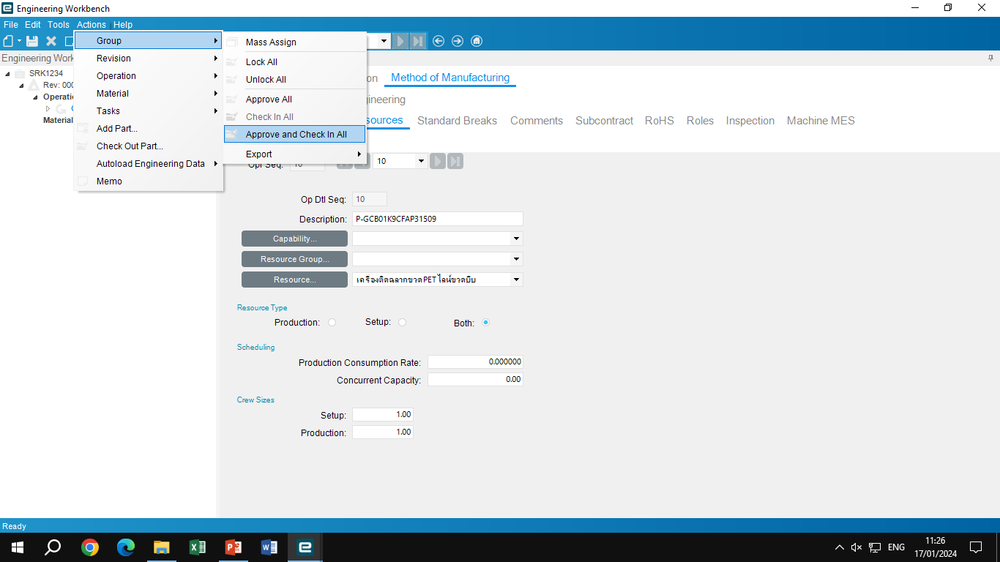 Engineering Workbench
File Edit Tools Actions Help
Engineering Work
SRK1234
Rev: 000
Operatio
Material
Group
Revision
Operation
Material
Tasks
Add Part...
Check Out Part...
Autoload Engineering Data
Memo
Mass Assign
Lock All
Unlock All
Approve All
Check In All
Approve and Check In All
Export
on Method of Manufacturing
gineering
sources Standard Breaks Comments Subcontract RoHS Roles Inspection Machine MES
Opr Seq: 10 10
Op Dtl Seq: 10
Description: P-GCB01K9CFAP31509
Capability...
Resource Group...
Resource... เครื่องติดฉลากขวดPET ไลน์ขวดบีบ
Resource Type
Production: Setup: Both:
Scheduling
Production Consumption Rate: 0.000000
Concurrent Capacity: 0.00
Crew Sizes
Setup: 1.00
Production: 1.00
Ready
ENG
11:26
17/01/2024